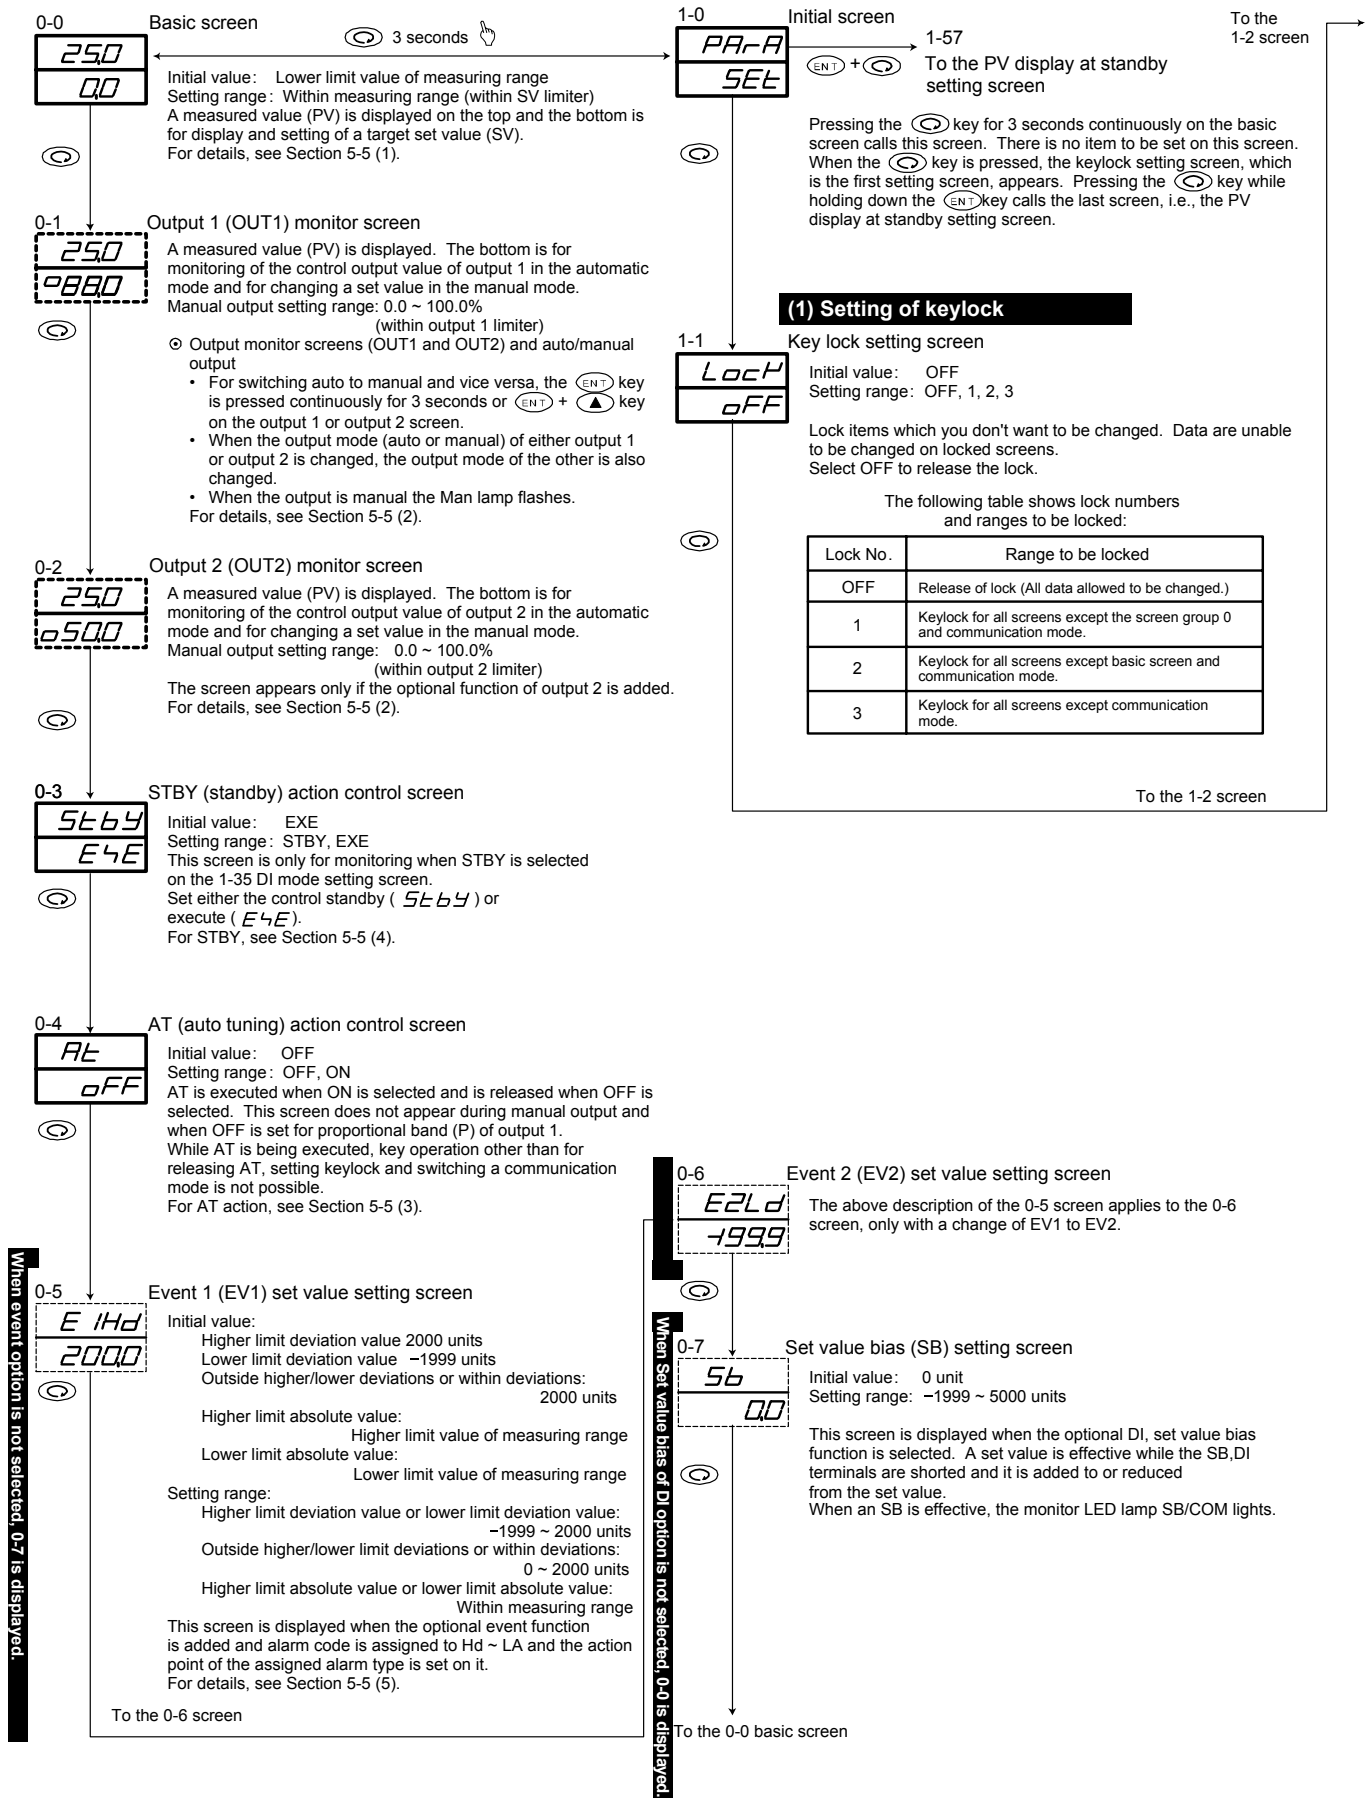 0-0
Basic screen
25.0
0.0
3 seconds
Initial value: Lower limit value of measuring range
Setting range: Within measuring range (within SV limiter)
A measured value (PV) is displayed on the top and the bottom is
for display and setting of a target set value (SV).
For details, see Section 5-5 (1).
0-1
Output 1 (OUT1) monitor screen
25.0
o88.0
A measured value (PV) is displayed. The bottom is for
monitoring of the control output value of output 1 in the automatic
mode and for changing a set value in the manual mode.
Manual output setting range: 0.0 ~ 100.0%
(within output 1 limiter)
⊙ Output monitor screens (OUT1 and OUT2) and auto/manual
output
• For switching auto to manual and vice versa, the ENT key
is pressed continuously for 3 seconds or ENT + ▲ key
on the output 1 or output 2 screen.
• When the output mode (auto or manual) of either output 1
or output 2 is changed, the output mode of the other is also
changed.
• When the output is manual the Man lamp flashes.
For details, see Section 5-5 (2).
0-2
Output 2 (OUT2) monitor screen
25.0
o50.0
A measured value (PV) is displayed. The bottom is for
monitoring of the control output value of output 2 in the automatic
mode and for changing a set value in the manual mode.
Manual output setting range: 0.0 ~ 100.0%
(within output 2 limiter)
The screen appears only if the optional function of output 2 is added.
For details, see Section 5-5 (2).
0-3
STBY (standby) action control screen
Stby
EXE
Initial value: EXE
Setting range: STBY, EXE
This screen is only for monitoring when STBY is selected
on the 1-35 DI mode setting screen.
Set either the control standby ( Stby ) or
execute ( EXE ).
For STBY, see Section 5-5 (4).
0-4
AT (auto tuning) action control screen
At
oFF
Initial value: OFF
Setting range: OFF, ON
AT is executed when ON is selected and is released when OFF is
selected. This screen does not appear during manual output and
when OFF is set for proportional band (P) of output 1.
While AT is being executed, key operation other than for
releasing AT, setting keylock and switching a communication
mode is not possible.
For AT action, see Section 5-5 (3).
When event option is not selected, 0-7 is displayed.
0-5
Event 1 (EV1) set value setting screen
E1Hd
200.0
Initial value:
Higher limit deviation value 2000 units
Lower limit deviation value −1999 units
Outside higher/lower deviations or within deviations:
2000 units
Higher limit absolute value:
Higher limit value of measuring range
Lower limit absolute value:
Lower limit value of measuring range
Setting range:
Higher limit deviation value or lower limit deviation value:
−1999 ~ 2000 units
Outside higher/lower limit deviations or within deviations:
0 ~ 2000 units
Higher limit absolute value or lower limit absolute value:
Within measuring range
This screen is displayed when the optional event function
is added and alarm code is assigned to Hd ~ LA and the action
point of the assigned alarm type is set on it.
For details, see Section 5-5 (5).
To the 0-6 screen
1-0
Initial screen
PArA
SEt
ENT +
1-57
To the PV display at standby
setting screen
To the
1-2 screen
Pressing the key for 3 seconds continuously on the basic
screen calls this screen. There is no item to be set on this screen.
When the key is pressed, the keylock setting screen, which
is the first setting screen, appears. Pressing the key while
holding down the ENT key calls the last screen, i.e., the PV
display at standby setting screen.
(1) Setting of keylock
1-1
Key lock setting screen
Lock
oFF
Initial value: OFF
Setting range: OFF, 1, 2, 3
Lock items which you don't want to be changed. Data are unable
to be changed on locked screens.
Select OFF to release the lock.
The following table shows lock numbers
and ranges to be locked:
Lock No. Range to be locked
OFF Release of lock (All data allowed to be changed.)
1 Keylock for all screens except the screen group 0
and communication mode.
2 Keylock for all screens except basic screen and
communication mode.
3 Keylock for all screens except communication
mode.
To the 1-2 screen
0-6
Event 2 (EV2) set value setting screen
E2Ld
-199.9
The above description of the 0-5 screen applies to the 0-6
screen, only with a change of EV1 to EV2.
When Set value bias of DI option is not selected, 0-0 is displayed.
0-7
Set value bias (SB) setting screen
Sb
0.0
Initial value: 0 unit
Setting range: −1999 ~ 5000 units
This screen is displayed when the optional DI, set value bias
function is selected. A set value is effective while the SB,DI
terminals are shorted and it is added to or reduced
from the set value.
When an SB is effective, the monitor LED lamp SB/COM lights.
To the 0-0 basic screen